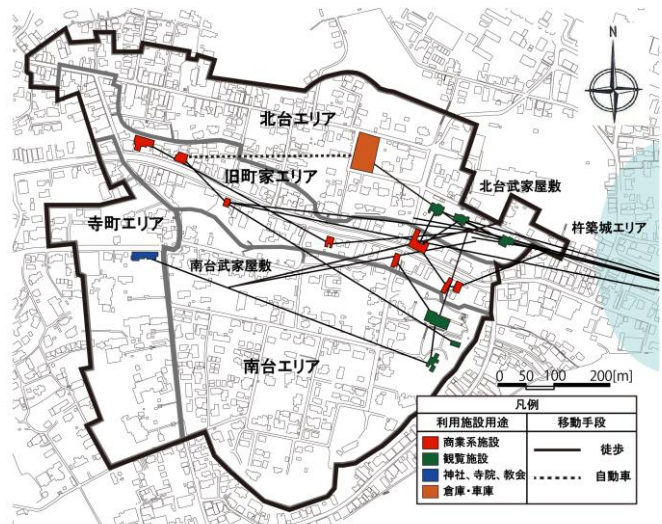 N
北台エリア
旧町家エリア
北台武家屋敷
杵築城エリア
寺町エリア
南台武家屋敷
南台エリア
0 50 100 200[m]
凡例
利用施設用途 移動手段
商業系施設
観覧施設
神社、寺院、教会
倉庫・車庫
徒歩
自動車